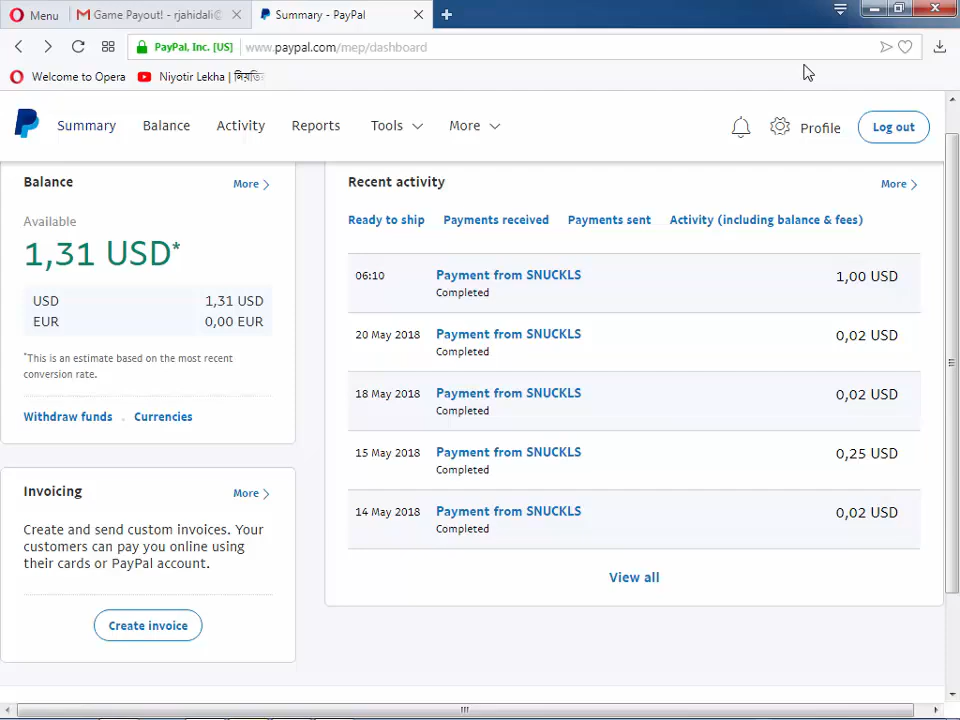 Menu
Game Payout! - rjahidali@
Summary - PayPal
PayPal, Inc. [US]
www.paypal.com/mep/dashboard
Welcome to Opera
Niyotir Lekha |
Summary
Balance
Activity
Reports
Tools
More
Profile
Log out
Balance
More
Available
1,31 USD*
USD 1,31 USD
EUR 0,00 EUR
*This is an estimate based on the most recent
conversion rate.
Withdraw funds . Currencies
Invoicing
More
Create and send custom invoices. Your
customers can pay you online using
their cards or PayPal account.
Create invoice
Recent activity
More
Ready to ship Payments received Payments sent Activity (including balance & fees)
06:10 Payment from SNUCKLS 1,00 USD
Completed
20 May 2018 Payment from SNUCKLS 0,02 USD
Completed
18 May 2018 Payment from SNUCKLS 0,02 USD
Completed
15 May 2018 Payment from SNUCKLS 0,25 USD
Completed
14 May 2018 Payment from SNUCKLS 0,02 USD
Completed
View all